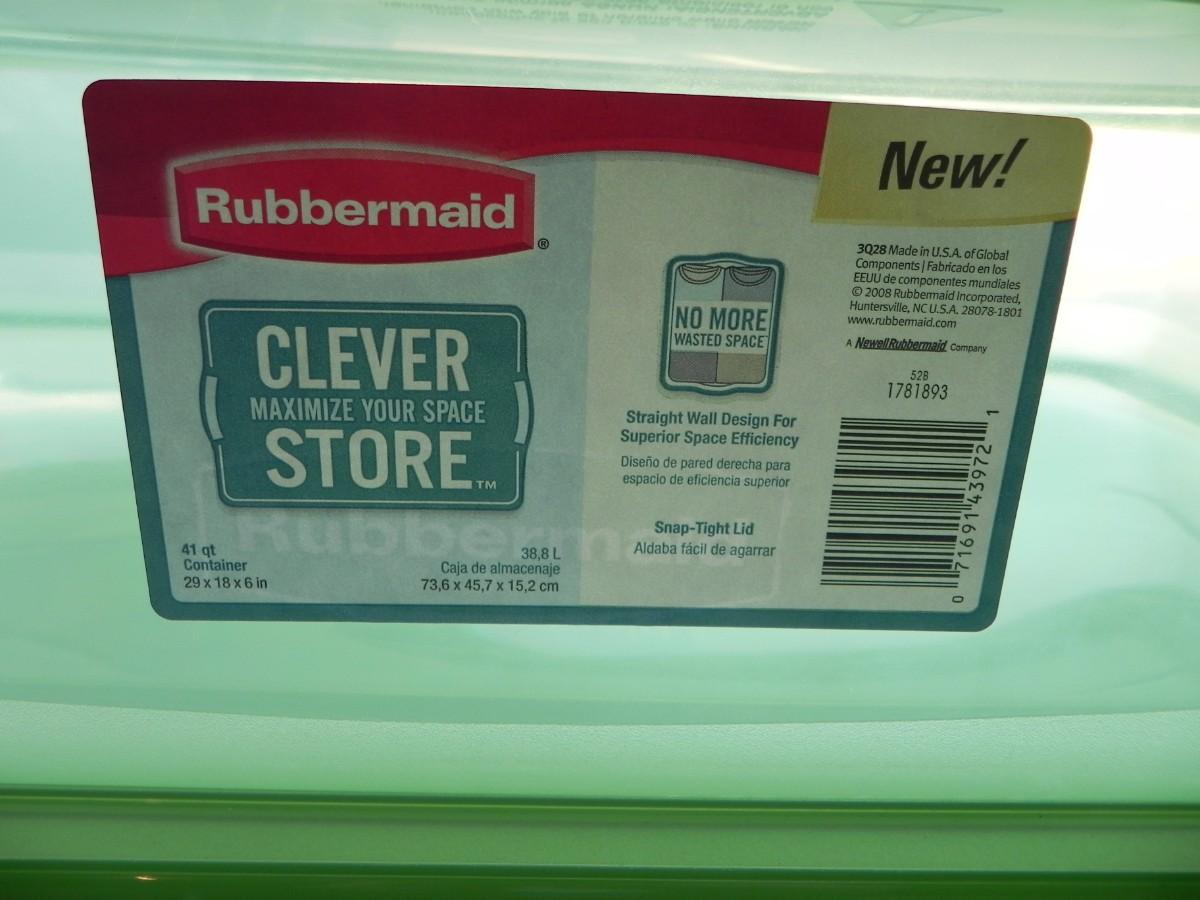 Rubbermaid®
CLEVER
MAXIMIZE YOUR SPACE
STORE™
41 qt
Container
29 x 18 x 6 in
38,8 L
Caja de almacenaje
73,6 x 45,7 x 15,2 cm
NO MORE
WASTED SPACE™
Straight Wall Design For
Superior Space Efficiency
Diseño de pared derecha para
espacio de eficiencia superior
Snap-Tight Lid
Aldaba fácil de agarrar
New!
3Q28 Made in U.S.A. of Global
Components | Fabricado en los
EEUU de componentes mundiales
© 2008 Rubbermaid Incorporated,
Huntersville, NC U.S.A. 28078-1801
www.rubbermaid.com
A NewellRubbermaid Company
52B
1781893
0 71691 43972 1
Rubbermaid